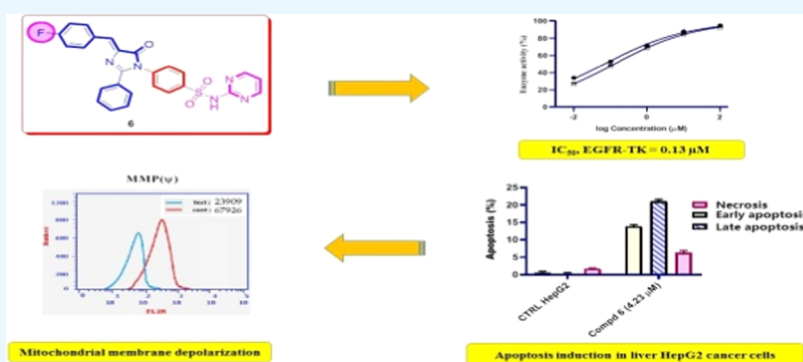 F
O
N
N
O
S
O
N
H
N
N
6
Enzyme activity (%)
100
80
60
40
20
0
-2
0
2
log Concentration (μM)
IC50, EGFR-TK = 0.13 μM
MMP(ψ)
test: 23909
cont: 67926
Apoptosis (%)
25
20
15
10
5
0
Necrosis
Early apoptosis
Late apoptosis
CTRL HepG2
Compd 6 (4.23 μM)
Mitochondrial membrane depolarization
Apoptosis induction in liver HepG2 cancer cells